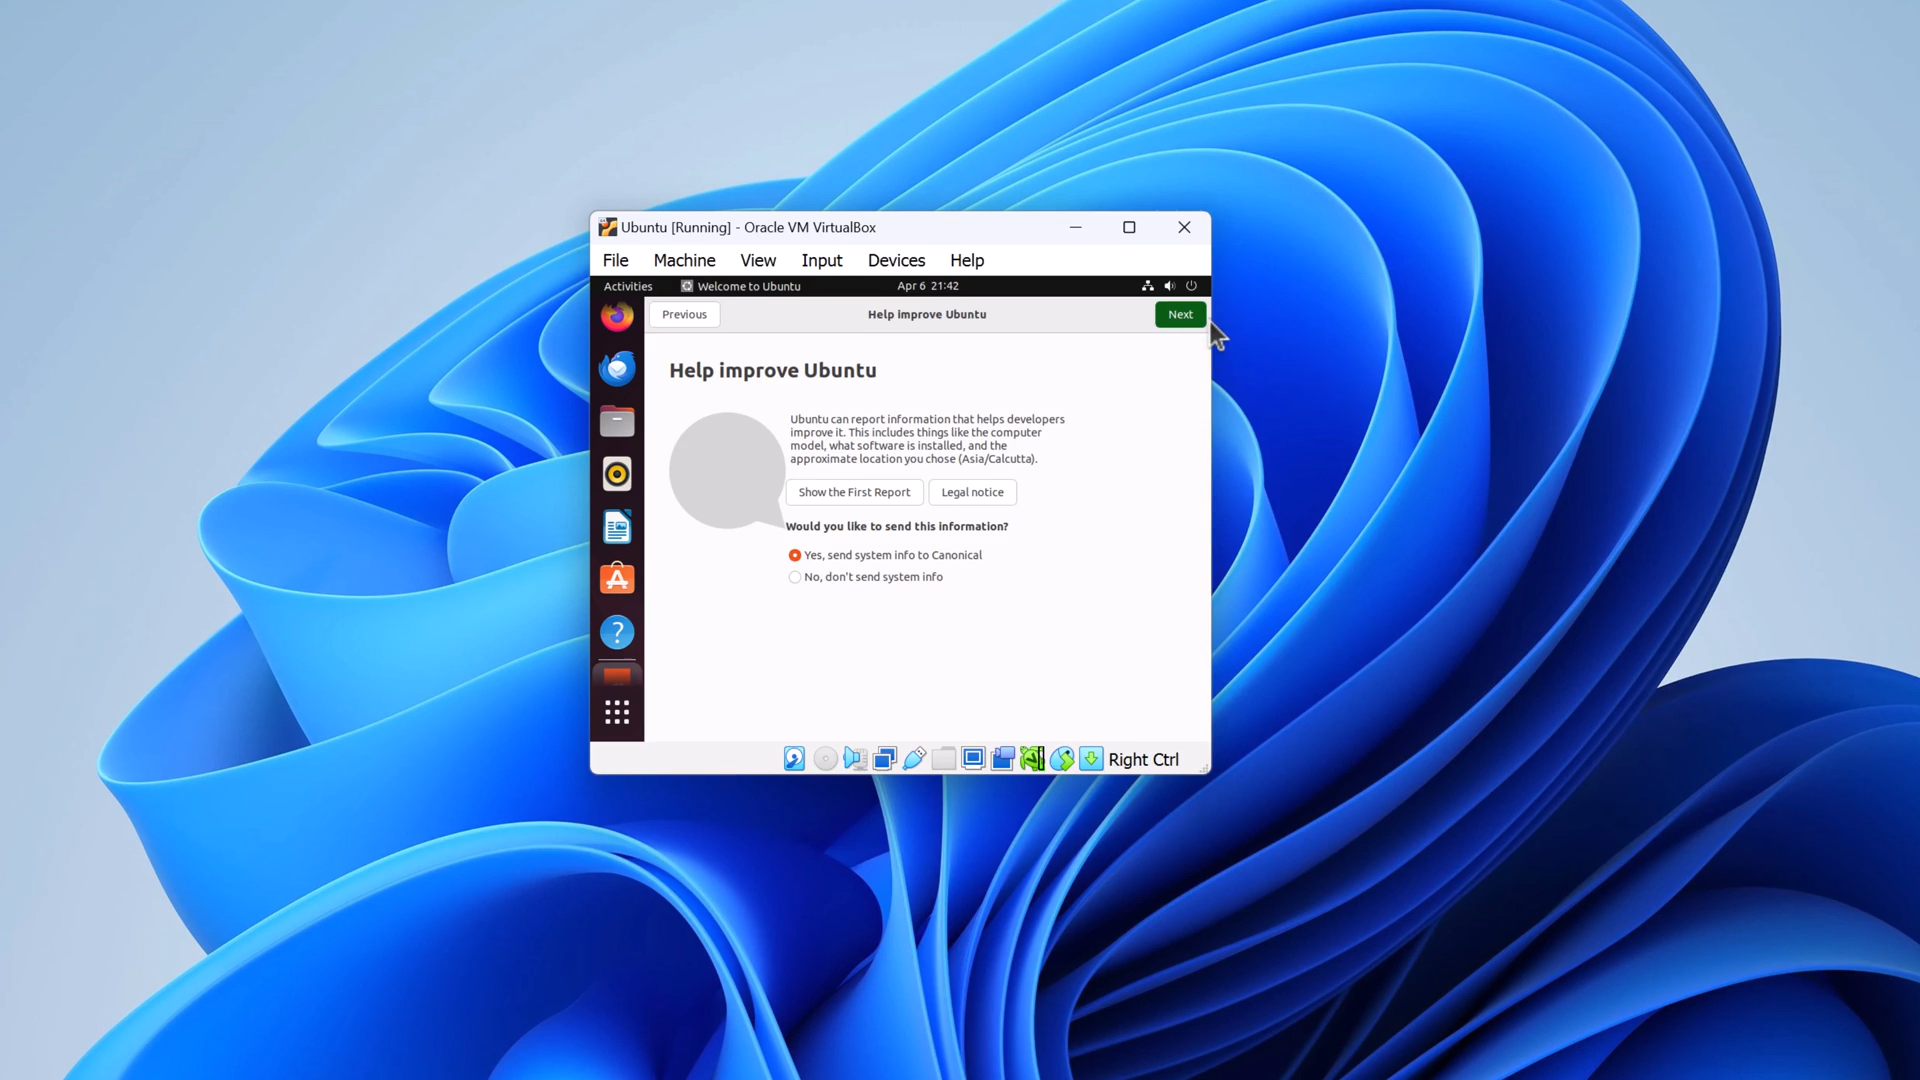 Ubuntu [Running] - Oracle VM VirtualBox
File Machine View Input Devices Help
Activities Welcome to Ubuntu Apr 6 21:42
Previous Help improve Ubuntu Next
Help improve Ubuntu
Ubuntu can report information that helps developers
improve it. This includes things like the computer
model, what software is installed, and the
approximate location you chose (Asia/Calcutta).
Show the First Report Legal notice
Would you like to send this information?
Yes, send system info to Canonical
No, don't send system info
Right Ctrl